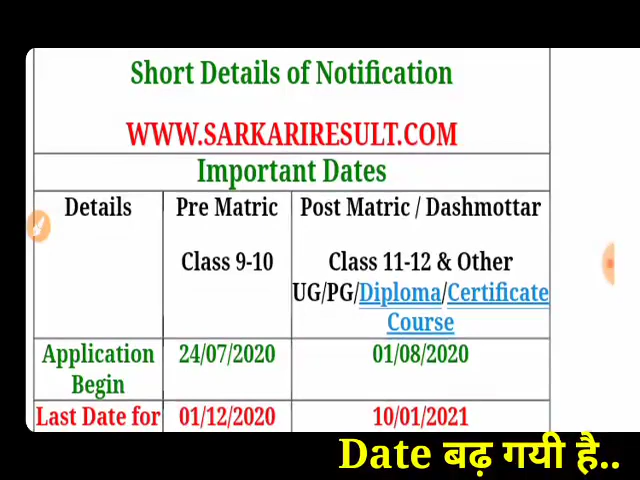 Short Details of Notification
WWW.SARKARIRESULT.COM
Important Dates
Details Pre Matric Post Matric / Dashmottar
Class 9-10 Class 11-12 & Other
UG/PG/Diploma/Certificate
Course
Application 24/07/2020 01/08/2020
Begin
Last Date for 01/12/2020 10/01/2021
Date बढ़ गयी है..